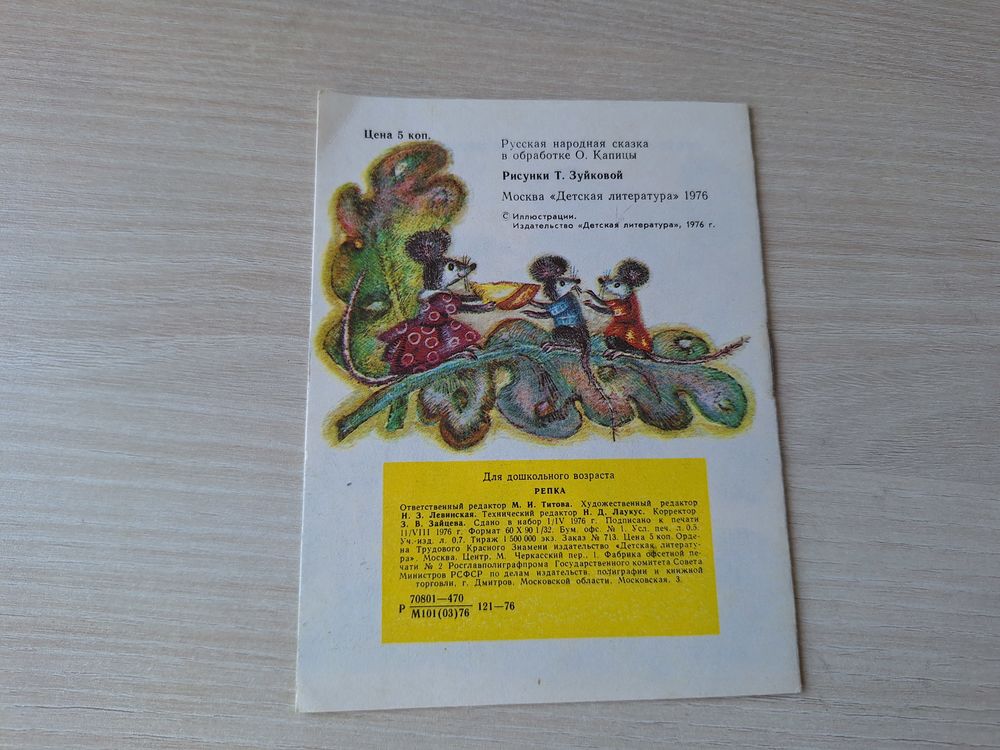 Цена 5 коп.
Русская народная сказка
в обработке О. Капицы
Рисунки Т. Зуйковой
Москва «Детская литература» 1976
© Иллюстрации.
Издательство «Детская литература», 1976 г.
Для дошкольного возраста
РЕПКА
Ответственный редактор М. И. Титова. Художественный редактор
Н. З. Левинская. Технический редактор Н. Д. Лаукус. Корректор
З. В. Зайцева. Сдано в набор 1/IV 1976 г. Подписано к печати
11/VIII 1976 г. Формат 60 X 90 1/32. Бум. офс. № 1. Усл. печ. л. 0,5.
Уч.-изд. л. 0,7. Тираж 1 500 000 экз. Заказ № 713. Цена 5 коп. Орде-
на Трудового Красного Знамени издательство «Детская литерату-
ра». Москва. Центр, М. Черкасский пер., 1. Фабрика офсетной пе-
чати № 2 Росглавполиграфпрома Государственного комитета Совета
Министров РСФСР по делам издательств, полиграфии и книжной
торговли, г. Дмитров, Московской области, Московская, 3.
Р 70801—470
М101(03)76 121—76